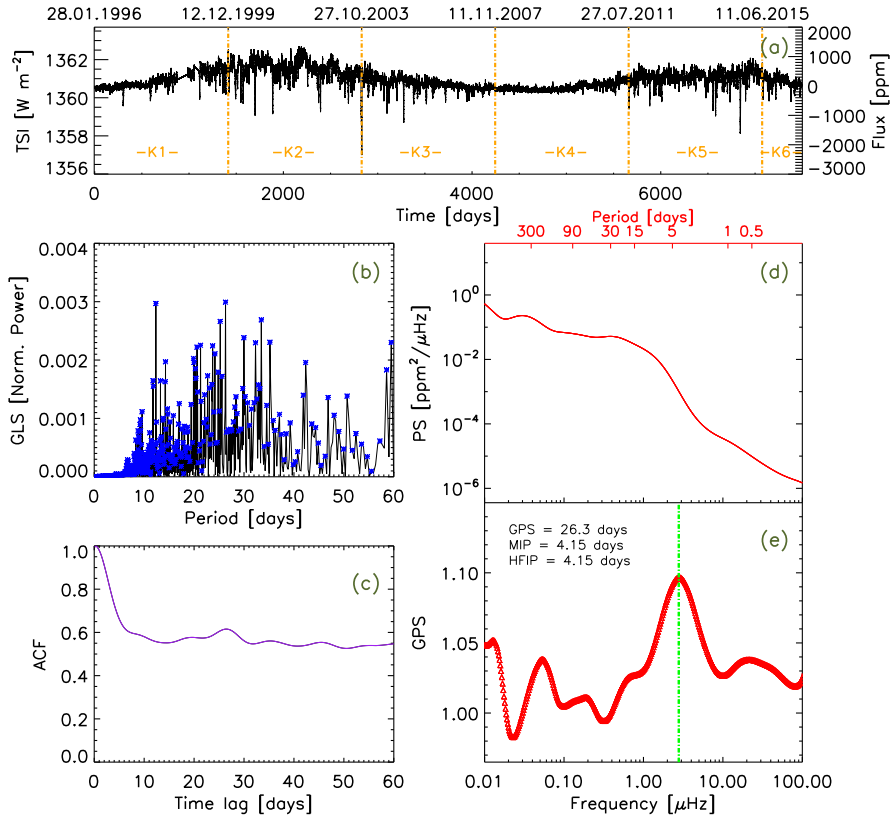 28.01.1996 12.12.1999 27.10.2003 11.11.2007 27.07.2011 11.06.2015
(a)
TSI [W m⁻²]
1362
1360
1358
1356
2000
1000
0
−1000
−2000
−3000
Flux [ppm]
−K1− −K2− −K3− −K4− −K5− −K6−
0 2000 4000 6000
Time [days]
(b)
GLS [Norm. Power]
0.004
0.003
0.002
0.001
0.000
0 10 20 30 40 50 60
Period [days]
(c)
ACF
1.0
0.8
0.6
0.4
0.2
0.0
0 10 20 30 40 50 60
Time lag [days]
Period [days]
300 90 30 15 5 1 0.5
(d)
PS [ppm²/μHz]
10⁰
10⁻²
10⁻⁴
10⁻⁶
GPS = 26.3 days
MIP = 4.15 days
HFIP = 4.15 days
(e)
GPS
1.10
1.05
1.00
0.01 0.10 1.00 10.00 100.00
Frequency [μHz]